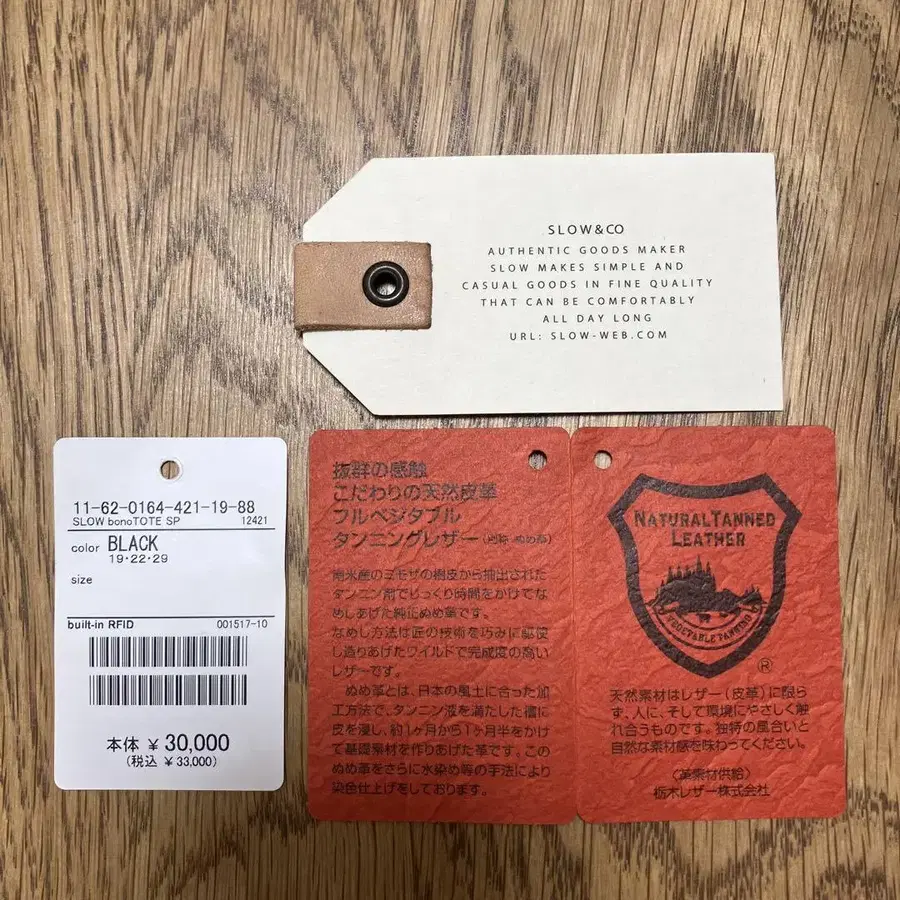 SLOW&CO
AUTHENTIC GOODS MAKER
SLOW MAKES SIMPLE AND
CASUAL GOODS IN FINE QUALITY
THAT CAN BE COMFORTABLY
ALL DAY LONG
URL: SLOW-WEB.COM
11-62-0164-421-19-88
SLOW bonoTOTE SP 12421
color BLACK
19・22・29
size
built-in RFID 001517-10
本体 ¥ 30,000
(税込 ¥ 33,000)
抜群の感触
こだわりの天然皮革
フルベジタブル
タンニングレザー(別称 ぬめ革)
南米産のミモザの樹皮から抽出された
タンニン剤でじっくり時間をかけてな
めしあげた純正ぬめ革です。
なめし方法は匠の技術を巧みに駆使
し造りあげたワイルドで完成度の高い
レザーです。
ぬめ革とは、日本の風土に合った加
工方法で、タンニン液を満たした槽に
皮を浸し、約1ヶ月から1ヶ月半をかけ
て基礎素材を作りあげた革です。この
ぬめ革をさらに水染め等の手法により
染色仕上げをしております。
NATURAL TANNED
LEATHER
VEGETABLE TANNING
®
天然素材はレザー(皮革)に限ら
ず、人に、そして環境にやさしく触
れ合うものです。独特の風合いと
自然な素材感を味わってください。
〈革素材供給〉
栃木レザー株式会社